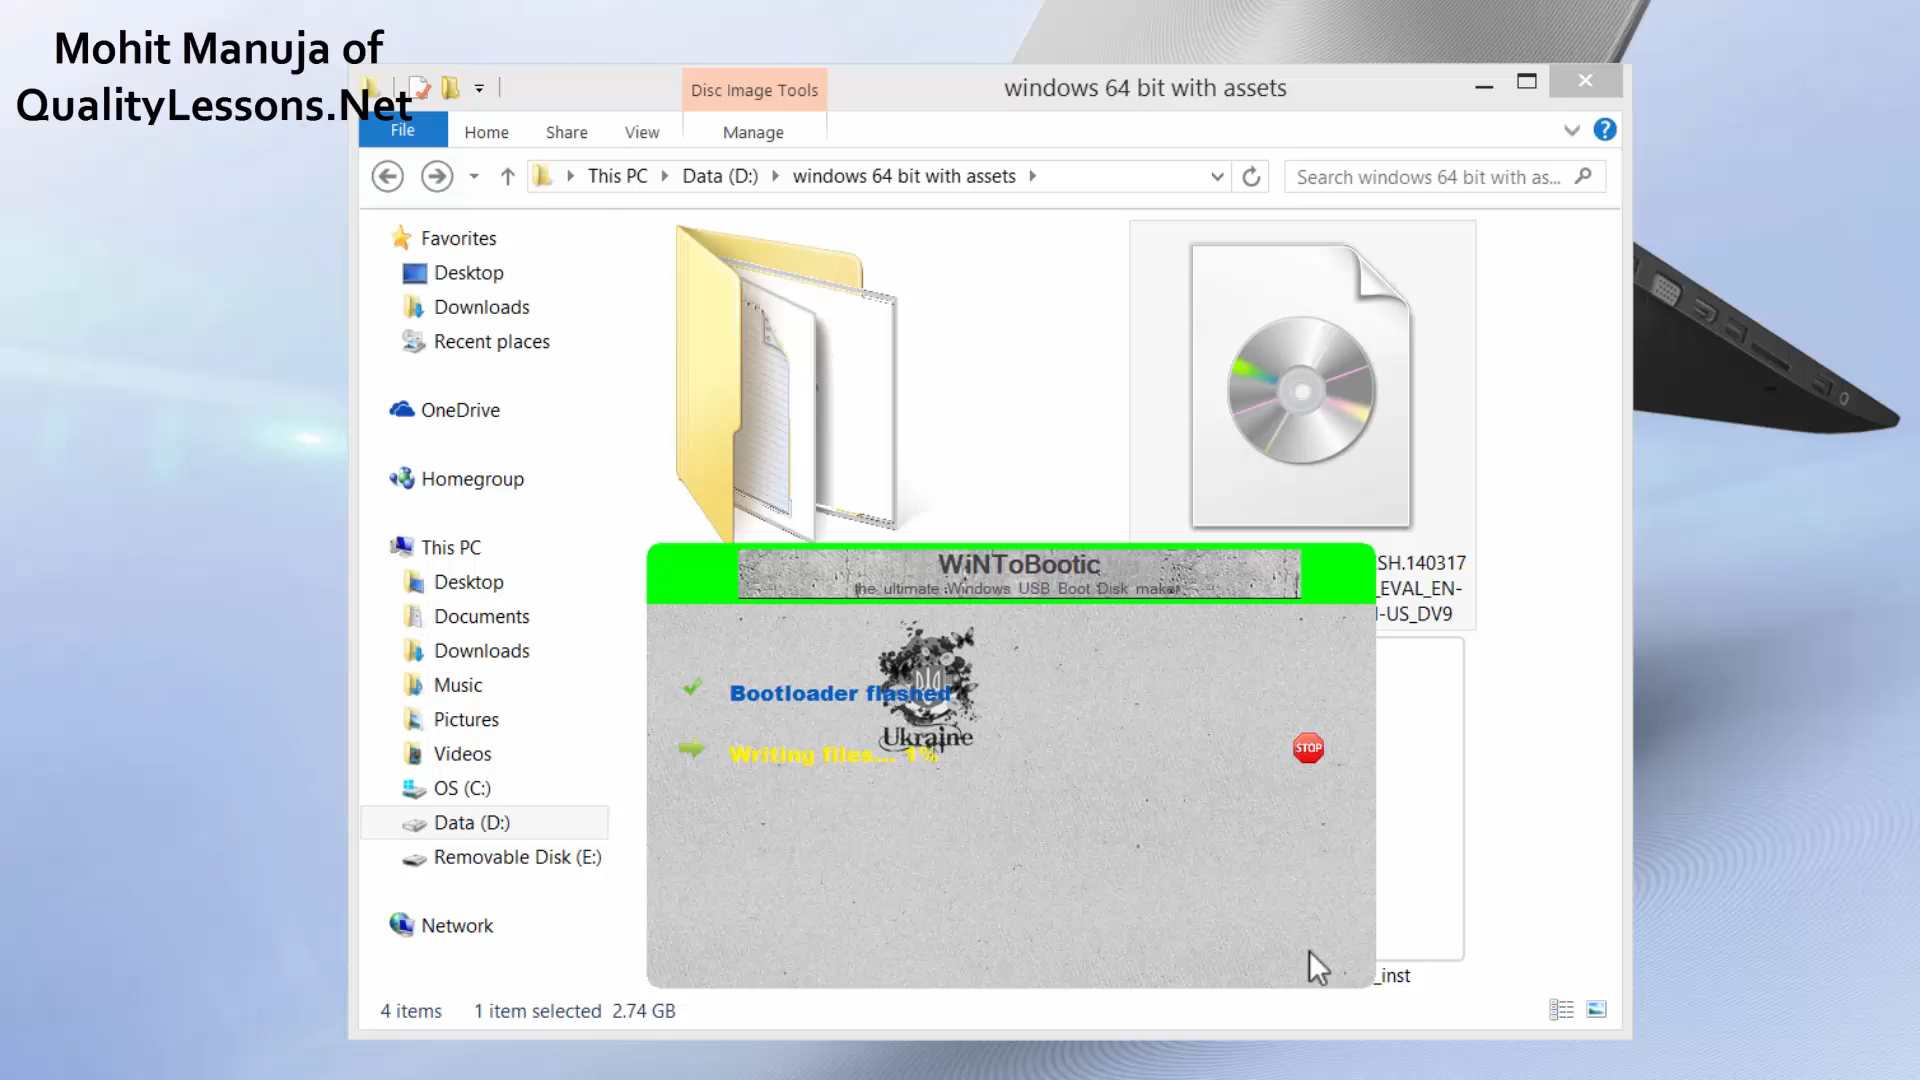 Mohit Manuja of
QualityLessons.Net
Disc Image Tools
windows 64 bit with assets
File
Home
Share
View
Manage
This PC
Data (D:)
windows 64 bit with assets
Search windows 64 bit with as...
Favorites
Desktop
Downloads
Recent places
OneDrive
Homegroup
This PC
Desktop
Documents
Downloads
Music
Pictures
Videos
OS (C:)
Data (D:)
Removable Disk (E:)
Network
SH.140317
_EVAL_EN-
-US_DV9
WiNToBootic
the ultimate Windows USB Boot Disk maker
Bootloader flashed
Ukraine
Writing files... 1%
STOP
_inst
4 items
1 item selected 2.74 GB